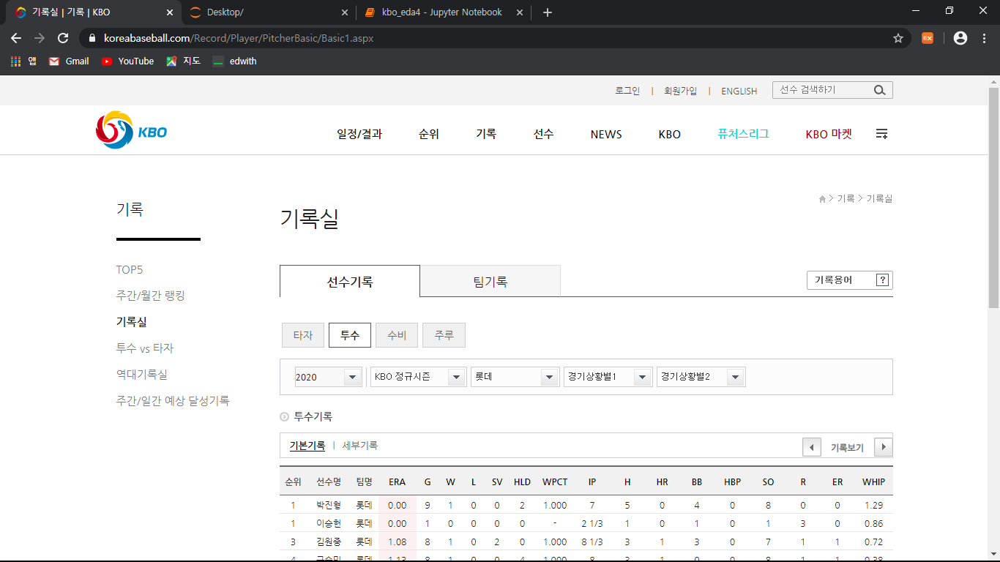 기록실 | 기록 | KBO
Desktop/
kbo_eda4 - Jupyter Notebook
koreabaseball.com/Record/Player/PitcherBasic/Basic1.aspx
앱 Gmail YouTube 지도 edwith
로그인 | 회원가입 | ENGLISH 선수 검색하기
KBO 일정/결과 순위 기록 선수 NEWS KBO 퓨처스리그 KBO 마켓
기록 > 기록실
기록
기록실
TOP5
주간/월간 랭킹
기록실
투수 vs 타자
역대기록실
주간/일간 예상 달성기록
선수기록 팀기록 기록용어 ?
타자 투수 수비 주루
2020 KBO 정규시즌 롯데 경기상황별1 경기상황별2
투수기록
기본기록 | 세부기록 기록보기
순위 선수명 팀명 ERA G W L SV HLD WPCT IP H HR BB HBP SO R ER WHIP
1 박진형 롯데 0.00 9 1 0 0 2 1.000 7 5 0 4 0 8 0 0 1.29
1 이승헌 롯데 0.00 1 0 0 0 0 - 2 1/3 1 0 1 0 1 3 0 0.86
3 김원중 롯데 1.08 8 1 0 2 0 1.000 8 1/3 3 1 3 0 7 1 1 0.72
4 구승민 롯데 1.13 8 1 0 0 4 1.000 8 3 1 0 0 8 1 1 0.38